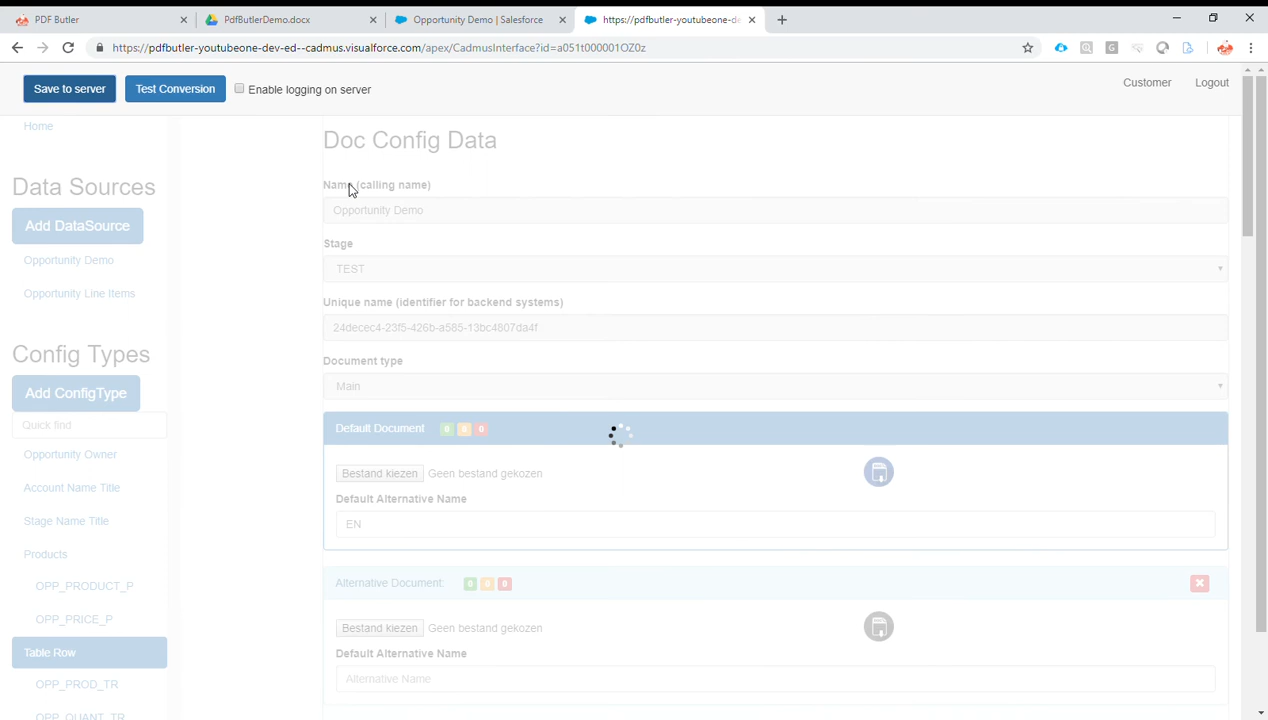 PDF Butler
PdfButlerDemo.docx
Opportunity Demo | Salesforce
https://pdfbutler-youtubeone-de
https://pdfbutler-youtubeone-dev-ed--cadmus.visualforce.com/apex/CadmusInterface?id=a051t000001OZ0z
Save to server
Test Conversion
Enable logging on server
Customer
Logout
Home
Data Sources
Add DataSource
Opportunity Demo
Opportunity Line Items
Config Types
Add ConfigType
Quick find
Opportunity Owner
Account Name Title
Stage Name Title
Products
OPP_PRODUCT_P
OPP_PRICE_P
Table Row
OPP_PROD_TR
OPP_QUANT_TR
Doc Config Data
Name (calling name)
Opportunity Demo
Stage
TEST
Unique name (identifier for backend systems)
24decec4-23f5-426b-a585-13bc4807da4f
Document type
Main
Default Document 0 0 0
Bestand kiezen Geen bestand gekozen
Default Alternative Name
EN
Alternative Document: 0 0 0
Bestand kiezen Geen bestand gekozen
Default Alternative Name
Alternative Name